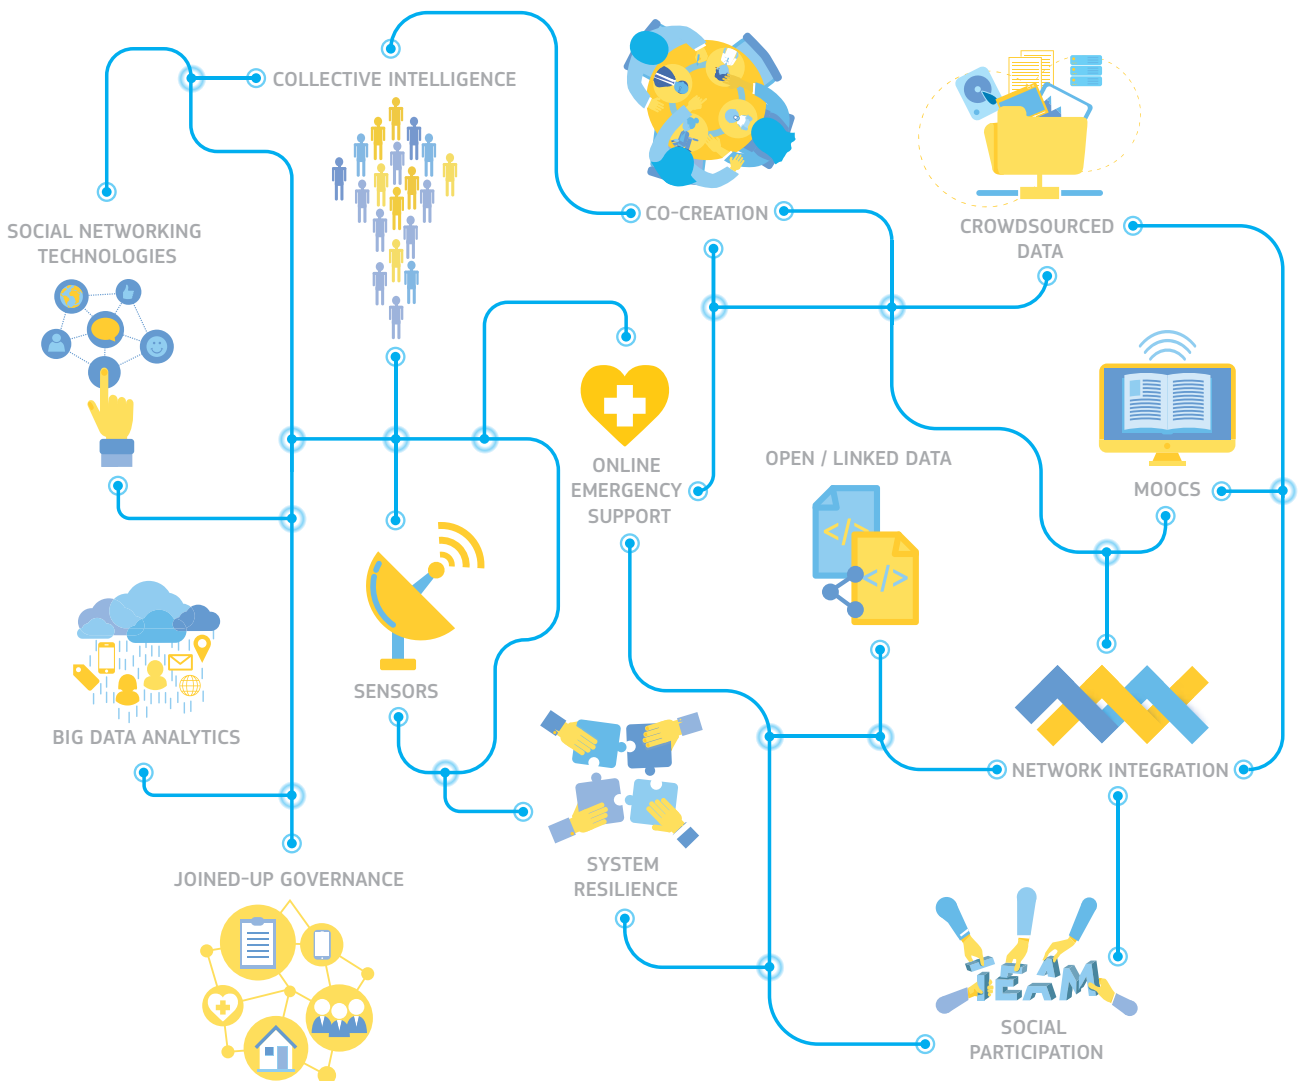 COLLECTIVE INTELLIGENCE
CO-CREATION
CROWDSOURCED
DATA
SOCIAL NETWORKING
TECHNOLOGIES
ONLINE
EMERGENCY
SUPPORT
OPEN / LINKED DATA
</>
</>
MOOCS
SENSORS
BIG DATA ANALYTICS
NETWORK INTEGRATION
SYSTEM
RESILIENCE
JOINED-UP GOVERNANCE
TEAM
SOCIAL
PARTICIPATION